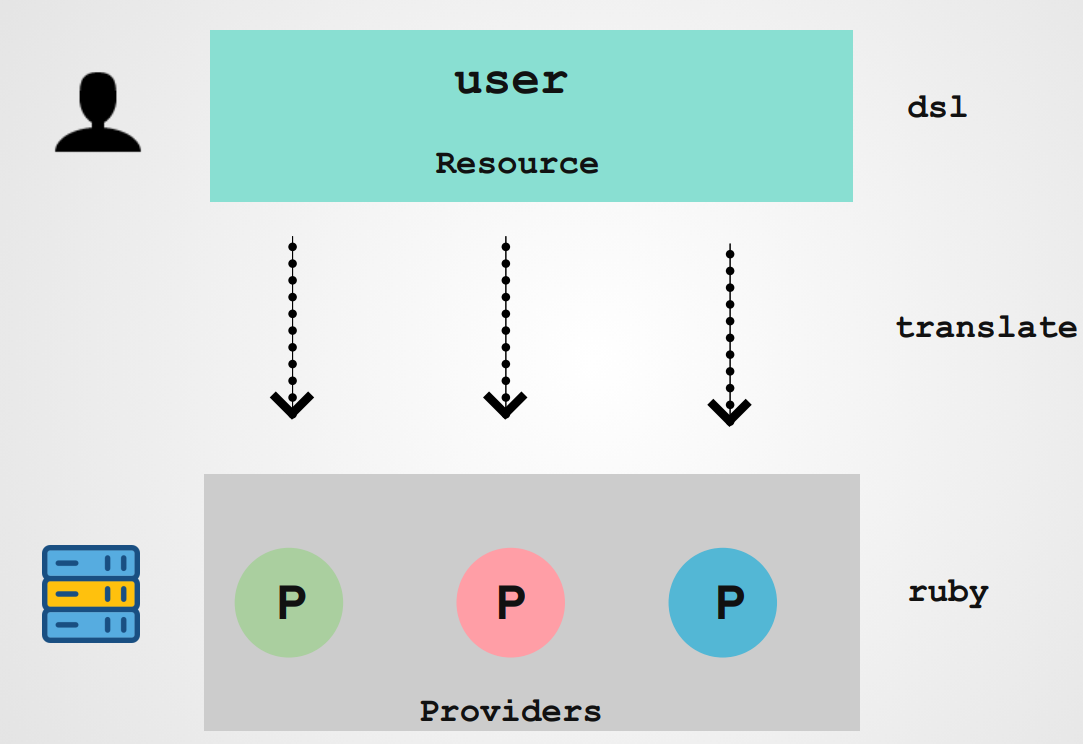 user
dsl
Resource
translate
P P P
ruby
Providers